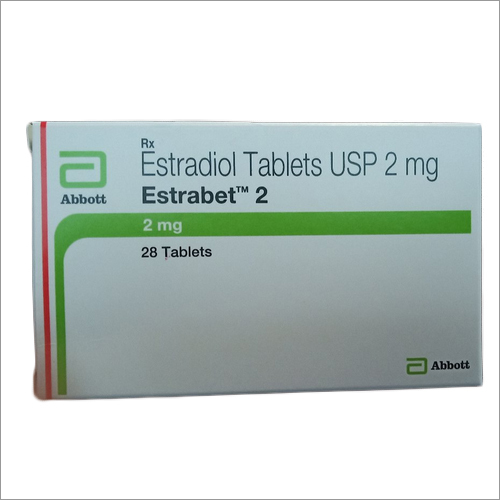 Rx
Estradiol Tablets USP 2 mg
Estrabet™ 2
Abbott
2 mg
28 Tablets
Abbott